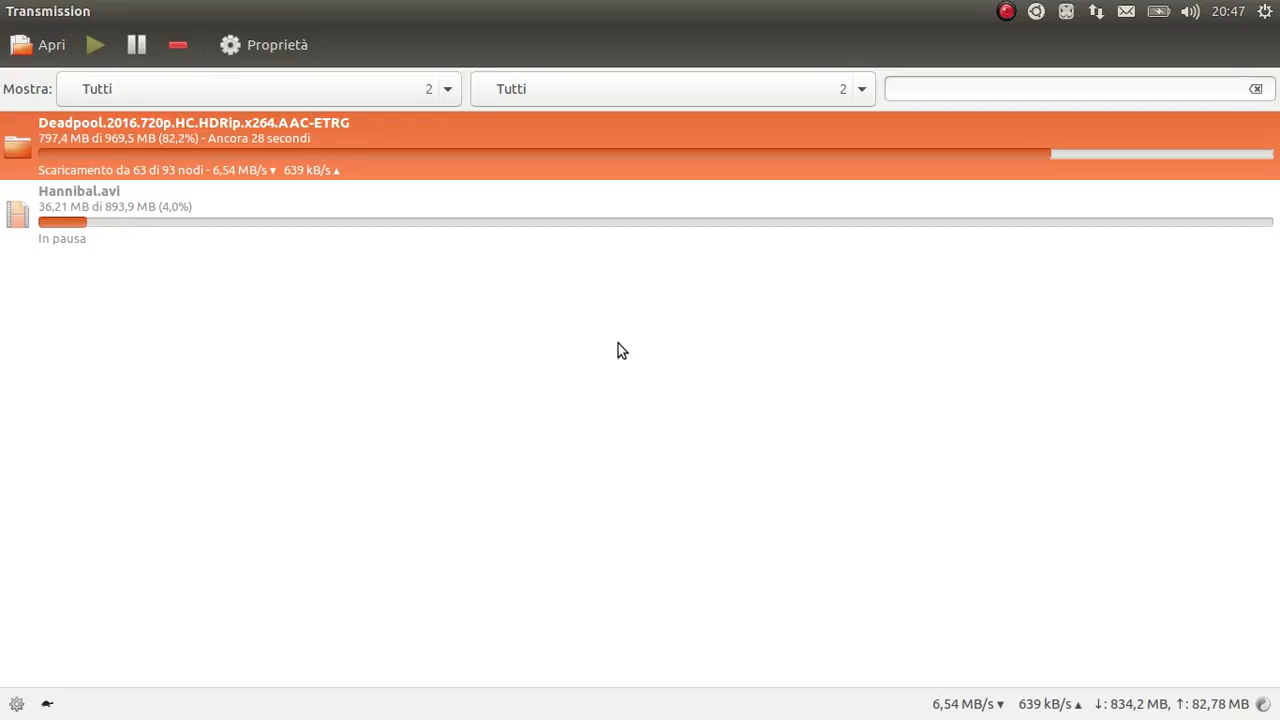 Transmission
20:47
Apri
Proprietà
Mostra: Tutti 2 Tutti 2
Deadpool.2016.720p.HC.HDRip.x264.AAC-ETRG
797,4 MB di 969,5 MB (82,2%) - Ancora 28 secondi
Scaricamento da 63 di 93 nodi - 6,54 MB/s▼ 639 kB/s▲
Hannibal.avi
36,21 MB di 893,9 MB (4,0%)
In pausa
6,54 MB/s▼ 639 kB/s▲ ↓: 834,2 MB, ↑: 82,78 MB